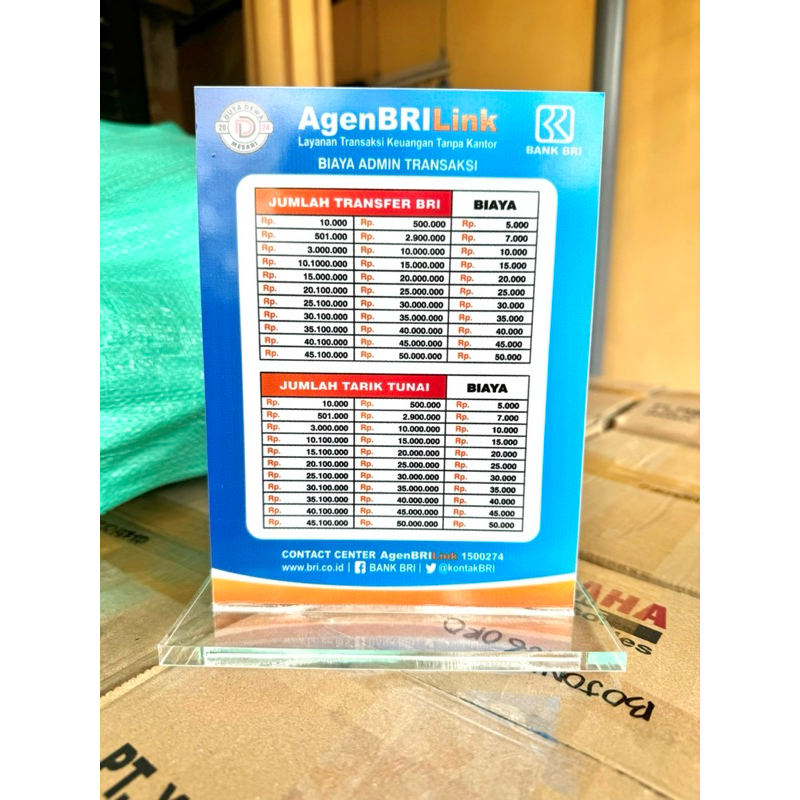 DUTA DEWA
20 D 24
MESARI
AgenBRILink
Layanan Transaksi Keuangan Tanpa Kantor
BIAYA ADMIN TRANSAKSI
BANK BRI
JUMLAH TRANSFER BRI BIAYA
Rp. 10.000 Rp. 500.000 Rp. 5.000
Rp. 501.000 Rp. 2.900.000 Rp. 7.000
Rp. 3.000.000 Rp. 10.000.000 Rp. 10.000
Rp. 10.1000.000 Rp. 15.000.000 Rp. 15.000
Rp. 15.000.000 Rp. 20.000.000 Rp. 20.000
Rp. 20.100.000 Rp. 25.000.000 Rp. 25.000
Rp. 25.100.000 Rp. 30.000.000 Rp. 30.000
Rp. 30.100.000 Rp. 35.000.000 Rp. 35.000
Rp. 35.100.000 Rp. 40.000.000 Rp. 40.000
Rp. 40.100.000 Rp. 45.000.000 Rp. 45.000
Rp. 45.100.000 Rp. 50.000.000 Rp. 50.000
JUMLAH TARIK TUNAI BIAYA
Rp. 10.000 Rp. 500.000 Rp. 5.000
Rp. 501.000 Rp. 2.900.000 Rp. 7.000
Rp. 3.000.000 Rp. 10.000.000 Rp. 10.000
Rp. 10.100.000 Rp. 15.000.000 Rp. 15.000
Rp. 15.100.000 Rp. 20.000.000 Rp. 20.000
Rp. 20.100.000 Rp. 25.000.000 Rp. 25.000
Rp. 25.100.000 Rp. 30.000.000 Rp. 30.000
Rp. 30.100.000 Rp. 35.000.000 Rp. 35.000
Rp. 35.100.000 Rp. 40.000.000 Rp. 40.000
Rp. 40.100.000 Rp. 45.000.000 Rp. 45.000
Rp. 45.100.000 Rp. 50.000.000 Rp. 50.000
CONTACT CENTER AgenBRILink 1500274
www.bri.co.id | BANK BRI | @kontakBRI
PT.